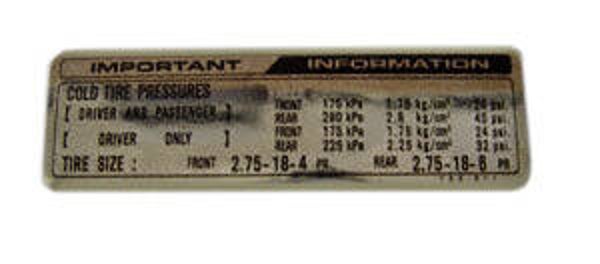 IMPORTANT INFORMATION
COLD TIRE PRESSURES
[ DRIVER AND PASSENGER ] FRONT 175 kPa kg/cm² psi.
REAR 280 kPa 2.8 kg/cm² 40 psi.
[ DRIVER ONLY ] FRONT 175 kPa 1.75 kg/cm² 24 psi.
REAR 225 kPa 2.25 kg/cm² 32 psi.
TIRE SIZE : FRONT 2.75-18-4 PR. REAR 2.75-18-6 PR